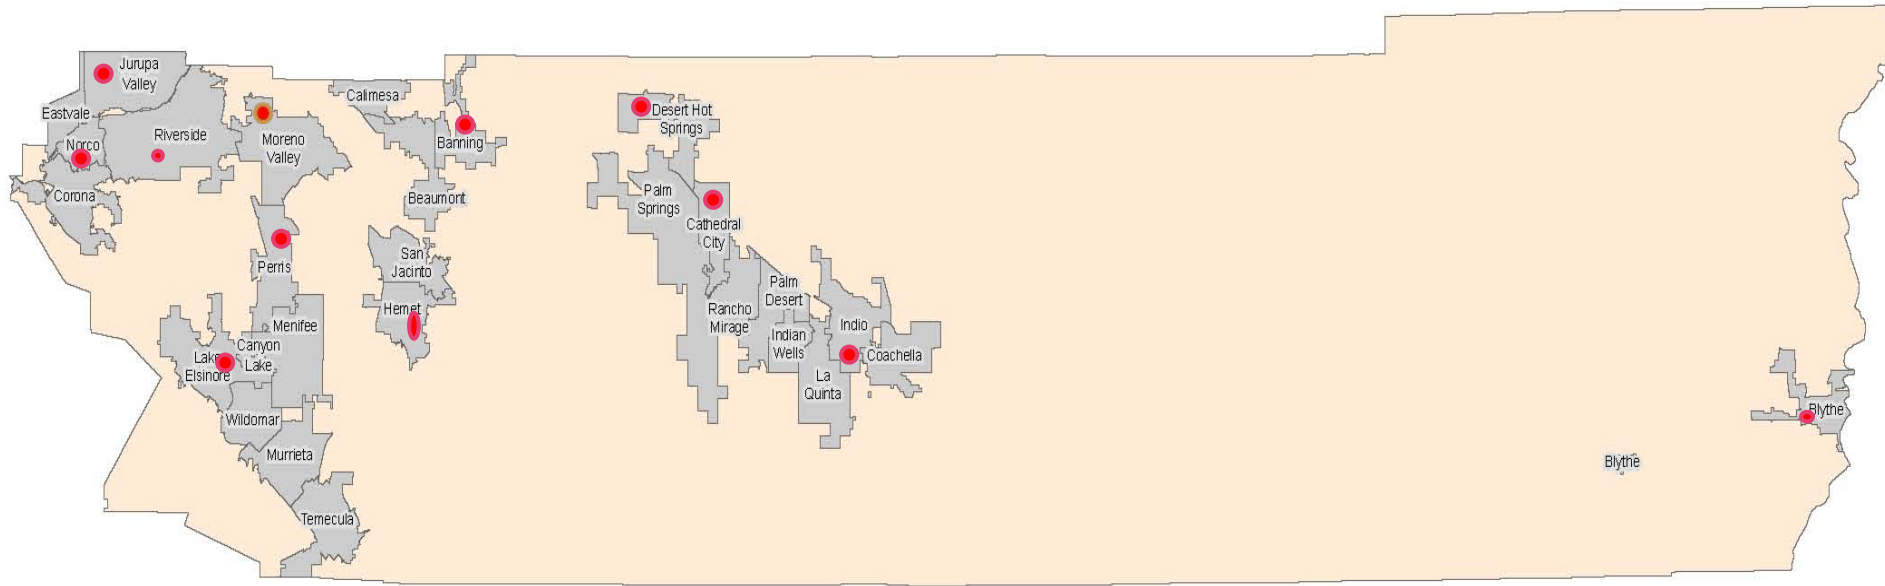 Jurupa
Valley
Eastvale
Norco
Riverside
Corona
Moreno
Valley
Calimesa
Banning
Beaumont
Perris
San
Jacinto
Hemet
Menifee
Canyon
Lake
Lake
Elsinore
Wildomar
Murrieta
Temecula
Desert Hot
Springs
Palm
Springs
Cathedral
City
Rancho
Mirage
Palm
Desert
Indian
Wells
Indio
La
Quinta
Coachella
Blythe
Blythe